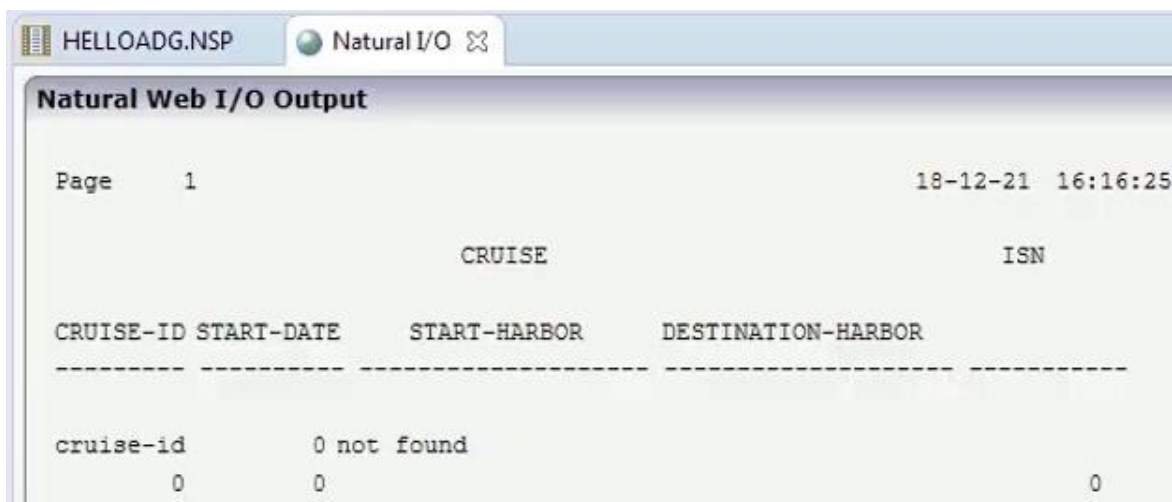 HELLOADG.NSP Natural I/O
Natural Web I/O Output
Page 1 18-12-21 16:16:25
CRUISE ISN
CRUISE-ID START-DATE START-HARBOR DESTINATION-HARBOR
--------- ---------- -------------------- -------------------- -----------
cruise-id 0 not found
0 0 0